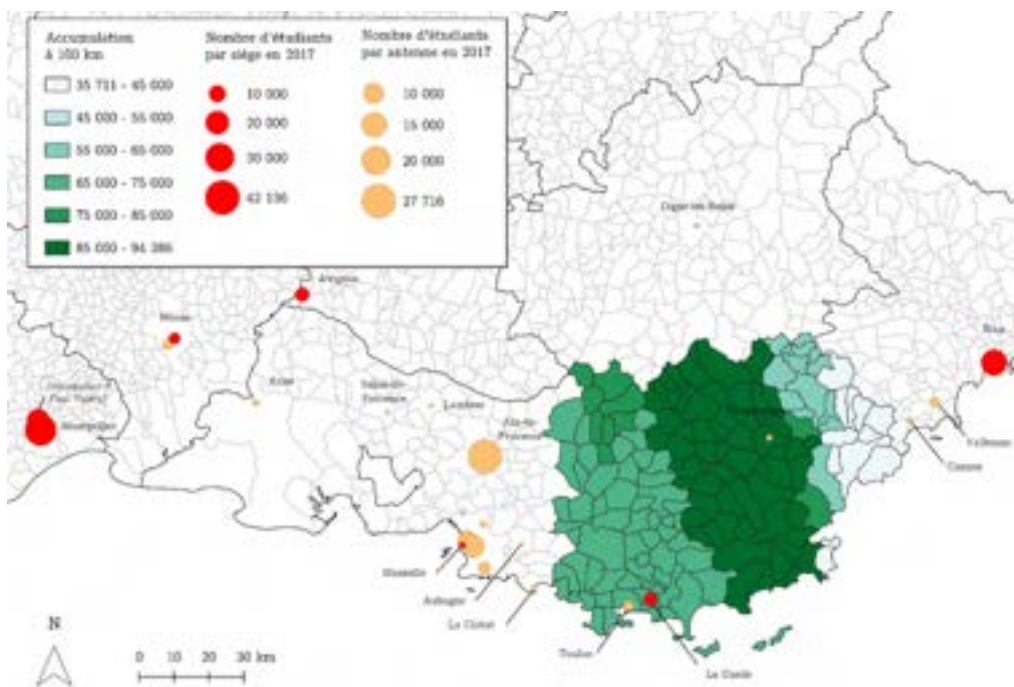 Accumulation
à 160 km
35 711 - 45 000
45 000 - 55 000
55 000 - 65 000
65 000 - 75 000
75 000 - 85 000
85 000 - 94 386
Nombre d'étudiants
par siège en 2017
10 000
20 000
30 000
Nombre d'étudiants
par antenne en 2017
10 000
15 000
20 000
27 716
Digne-les-Bains
Avignon
Nîmes
Nice
Arles
Salon-de-
Provence
Lambesc
Aix-en-
Provence
Montpellier
Vallauris
Cannes
Marseille
Aubagne
La Ciotat
Toulon
La Garde
N
0 10 20 30 km